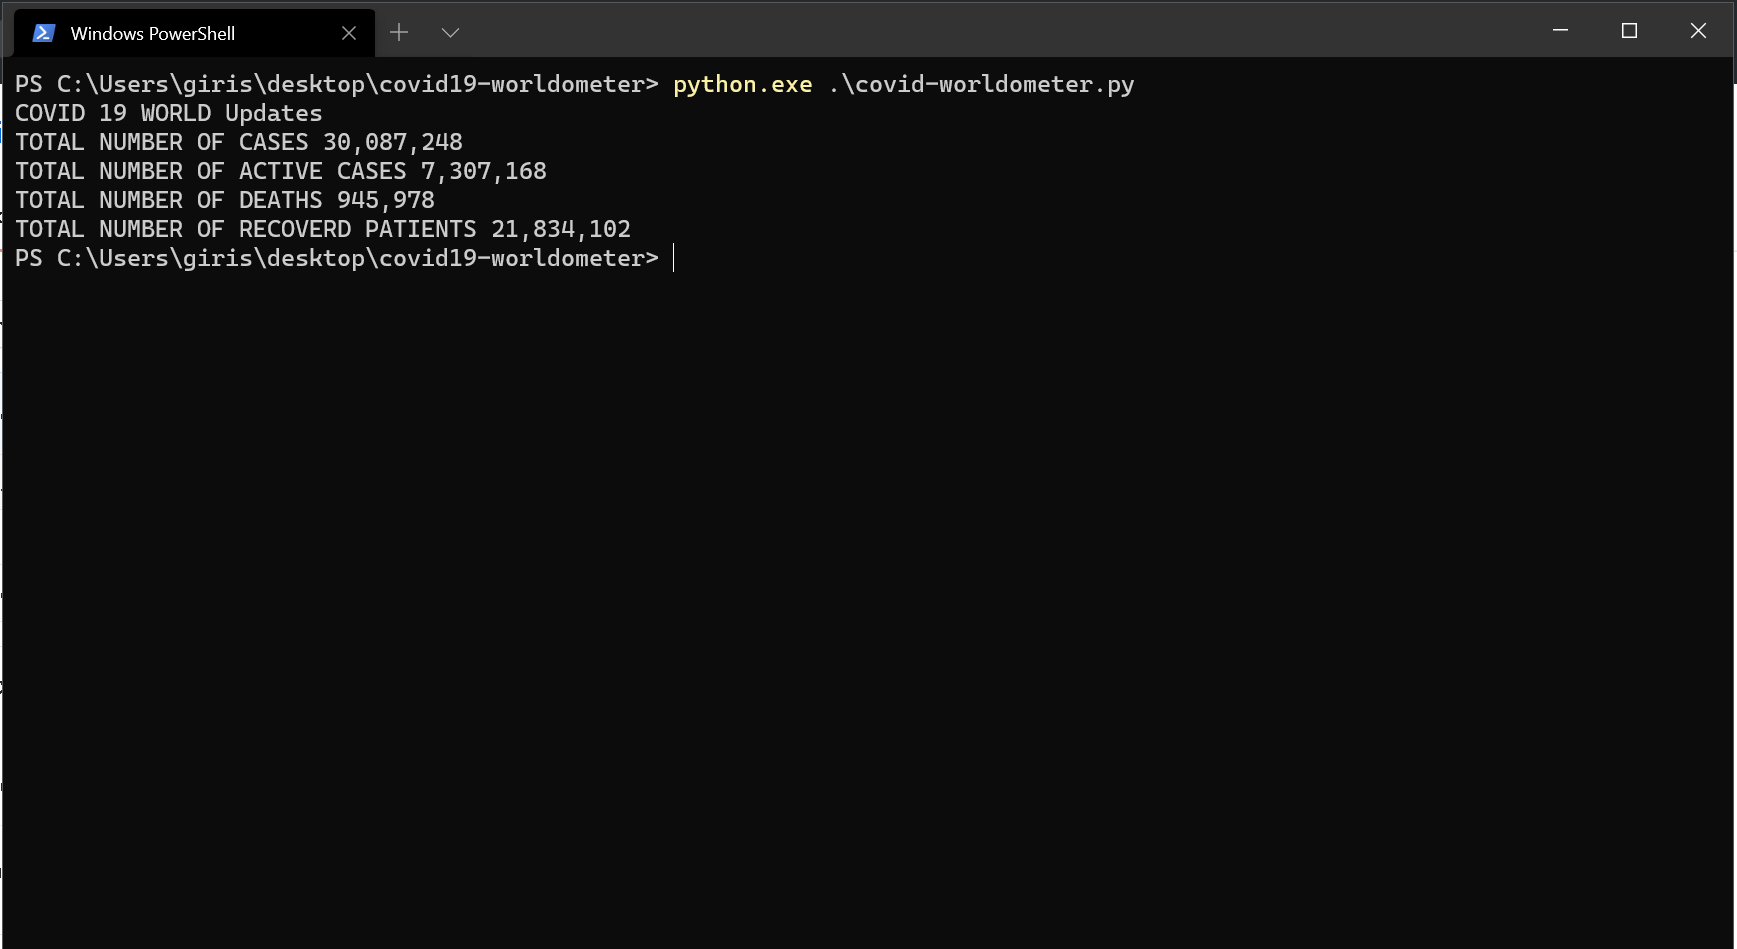 Windows PowerShell
PS C:\Users\giris\desktop\covid19-worldometer> python.exe .\covid-worldometer.py
COVID 19 WORLD Updates
TOTAL NUMBER OF CASES 30,087,248
TOTAL NUMBER OF ACTIVE CASES 7,307,168
TOTAL NUMBER OF DEATHS 945,978
TOTAL NUMBER OF RECOVERD PATIENTS 21,834,102
PS C:\Users\giris\desktop\covid19-worldometer>